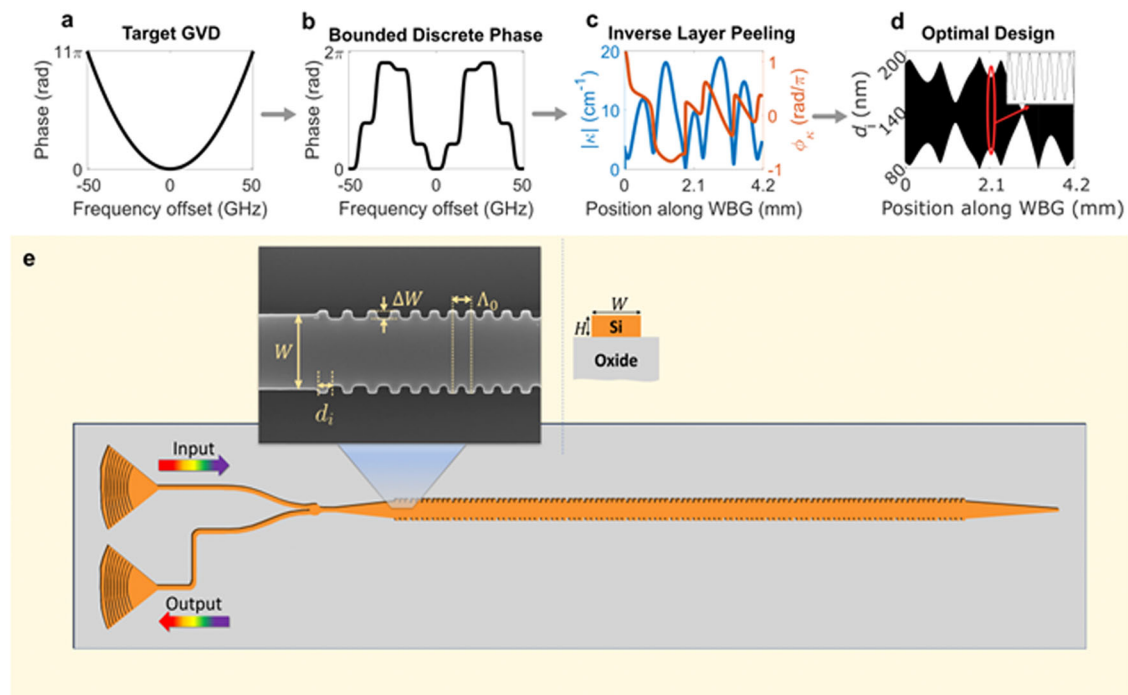 a
Target GVD
Phase (rad)
11π
0
-50
0
50
Frequency offset (GHz)
b
Bounded Discrete Phase
Phase (rad)
2π
0
-50
0
50
Frequency offset (GHz)
c
Inverse Layer Peeling
|κ| (cm⁻¹)
20
10
0
ϕκ (rad/π)
1
0
-1
0
2.1
4.2
Position along WBG (mm)
d
Optimal Design
di (nm)
200
140
80
0
2.1
4.2
Position along WBG (mm)
e
ΔW
Λ0
W
di
W
H
Si
Oxide
Input
Output